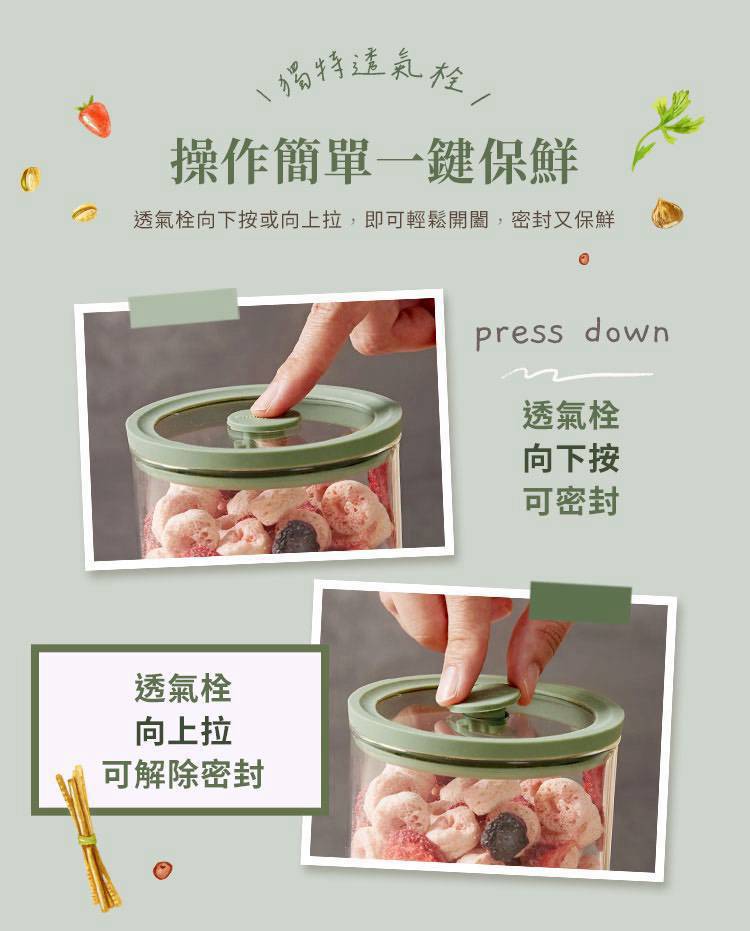 獨特透氣栓
操作簡單一鍵保鮮
透氣栓向下按或向上拉，即可輕鬆開闔，密封又保鮮
press down
透氣栓
向下按
可密封
透氣栓
向上拉
可解除密封